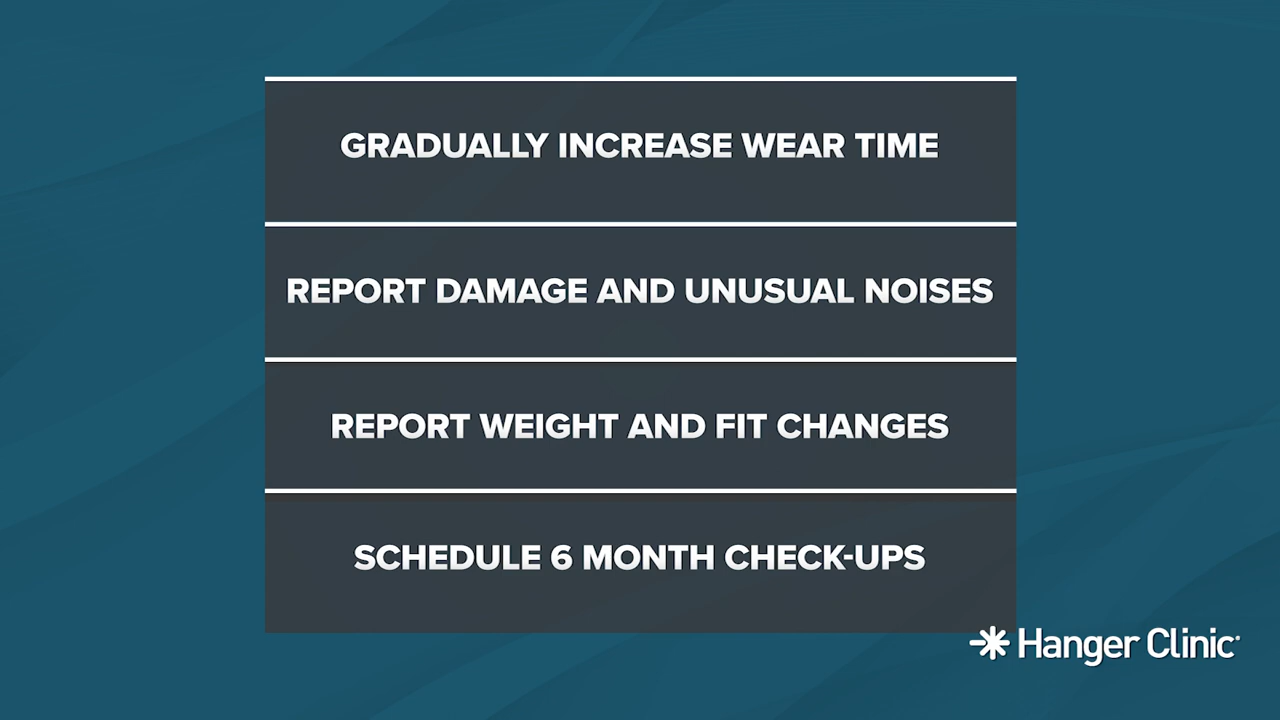 GRADUALLY INCREASE WEAR TIME
REPORT DAMAGE AND UNUSUAL NOISES
REPORT WEIGHT AND FIT CHANGES
SCHEDULE 6 MONTH CHECK-UPS
Hanger Clinic